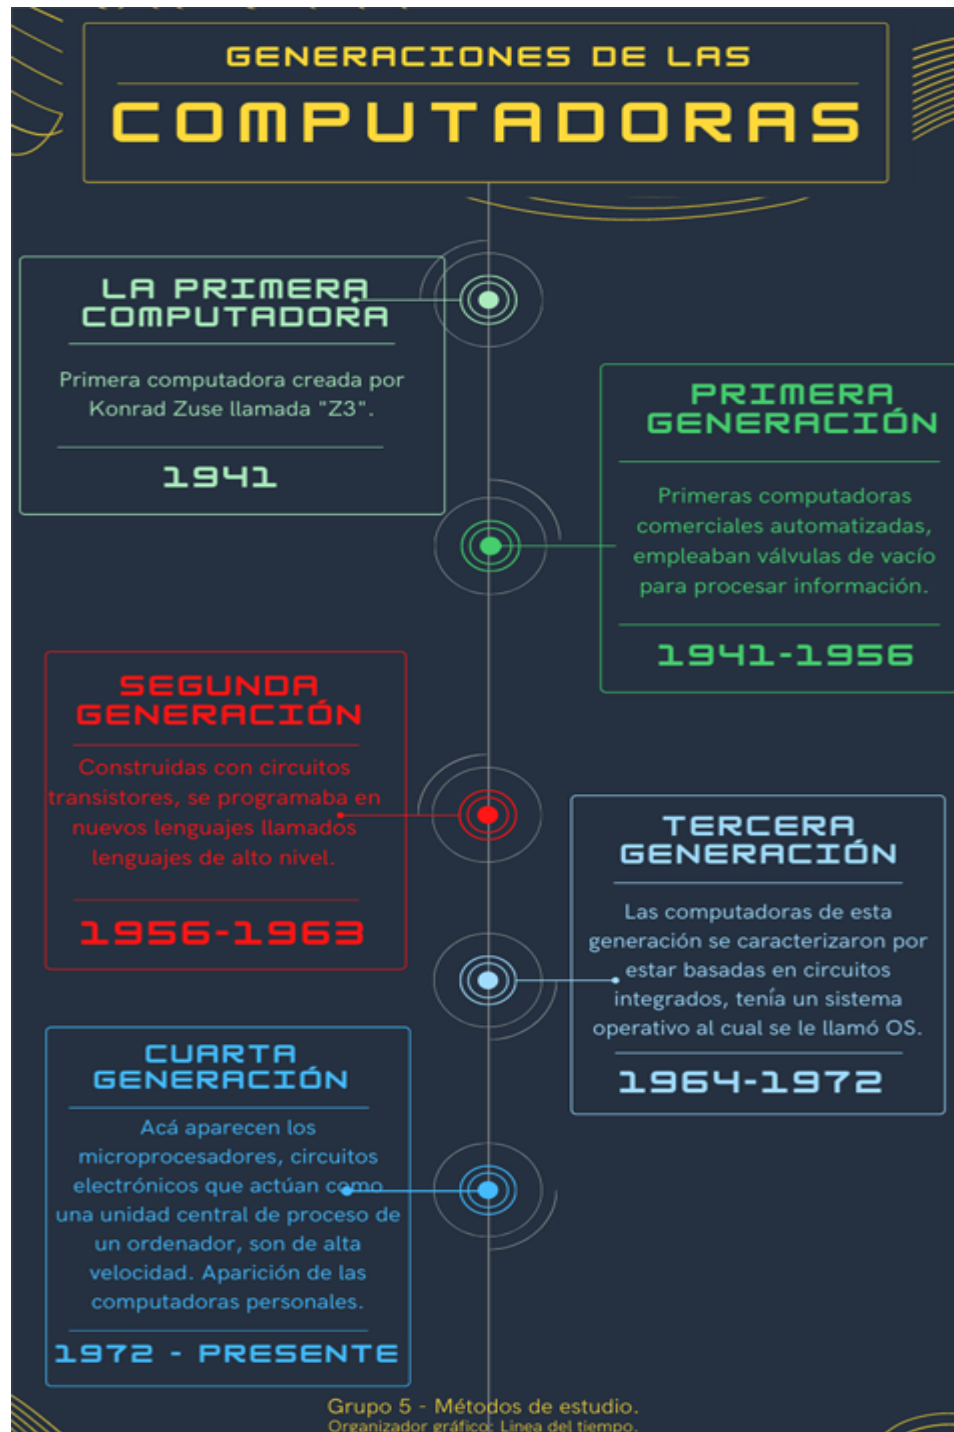 GENERACIONES DE LAS
COMPUTADORAS
LA PRIMERA
COMPUTADORA
Primera computadora creada por
Konrad Zuse llamada "Z3".
1941
PRIMERA
GENERACIÓN
Primeras computadoras
comerciales automatizadas,
empleaban válvulas de vacío
para procesar información.
1941-1956
SEGUNDA
GENERACIÓN
Construidas con circuitos
transistores, se programaba en
nuevos lenguajes llamados
lenguajes de alto nivel.
1956-1963
TERCERA
GENERACIÓN
Las computadoras de esta
generación se caracterizaron por
estar basadas en circuitos
integrados, tenía un sistema
operativo al cual se le llamó OS.
1964-1972
CUARTA
GENERACIÓN
Acá aparecen los
microprocesadores, circuitos
electrónicos que actúan como
una unidad central de proceso de
un ordenador, son de alta
velocidad. Aparición de las
computadoras personales.
1972 - PRESENTE
Grupo 5 - Métodos de estudio.
Organizador gráfico: Linea del tiempo.